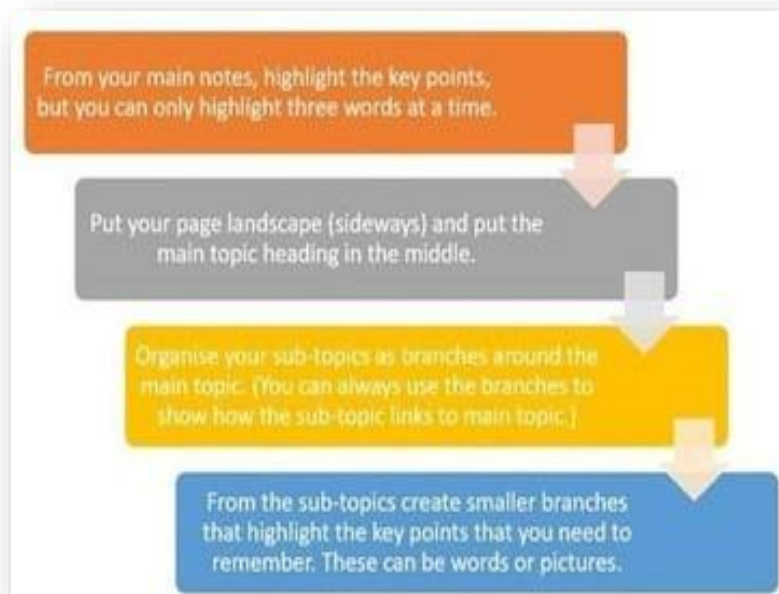 From your main notes, highlight the key points,
but you can only highlight three words at a time.
Put your page landscape (sideways) and put the
main topic heading in the middle.
Organise your sub-topics as branches around the
main topic. (You can always use the branches to
show how the sub-topic links to main topic.)
From the sub-topics create smaller branches
that highlight the key points that you need to
remember. These can be words or pictures.